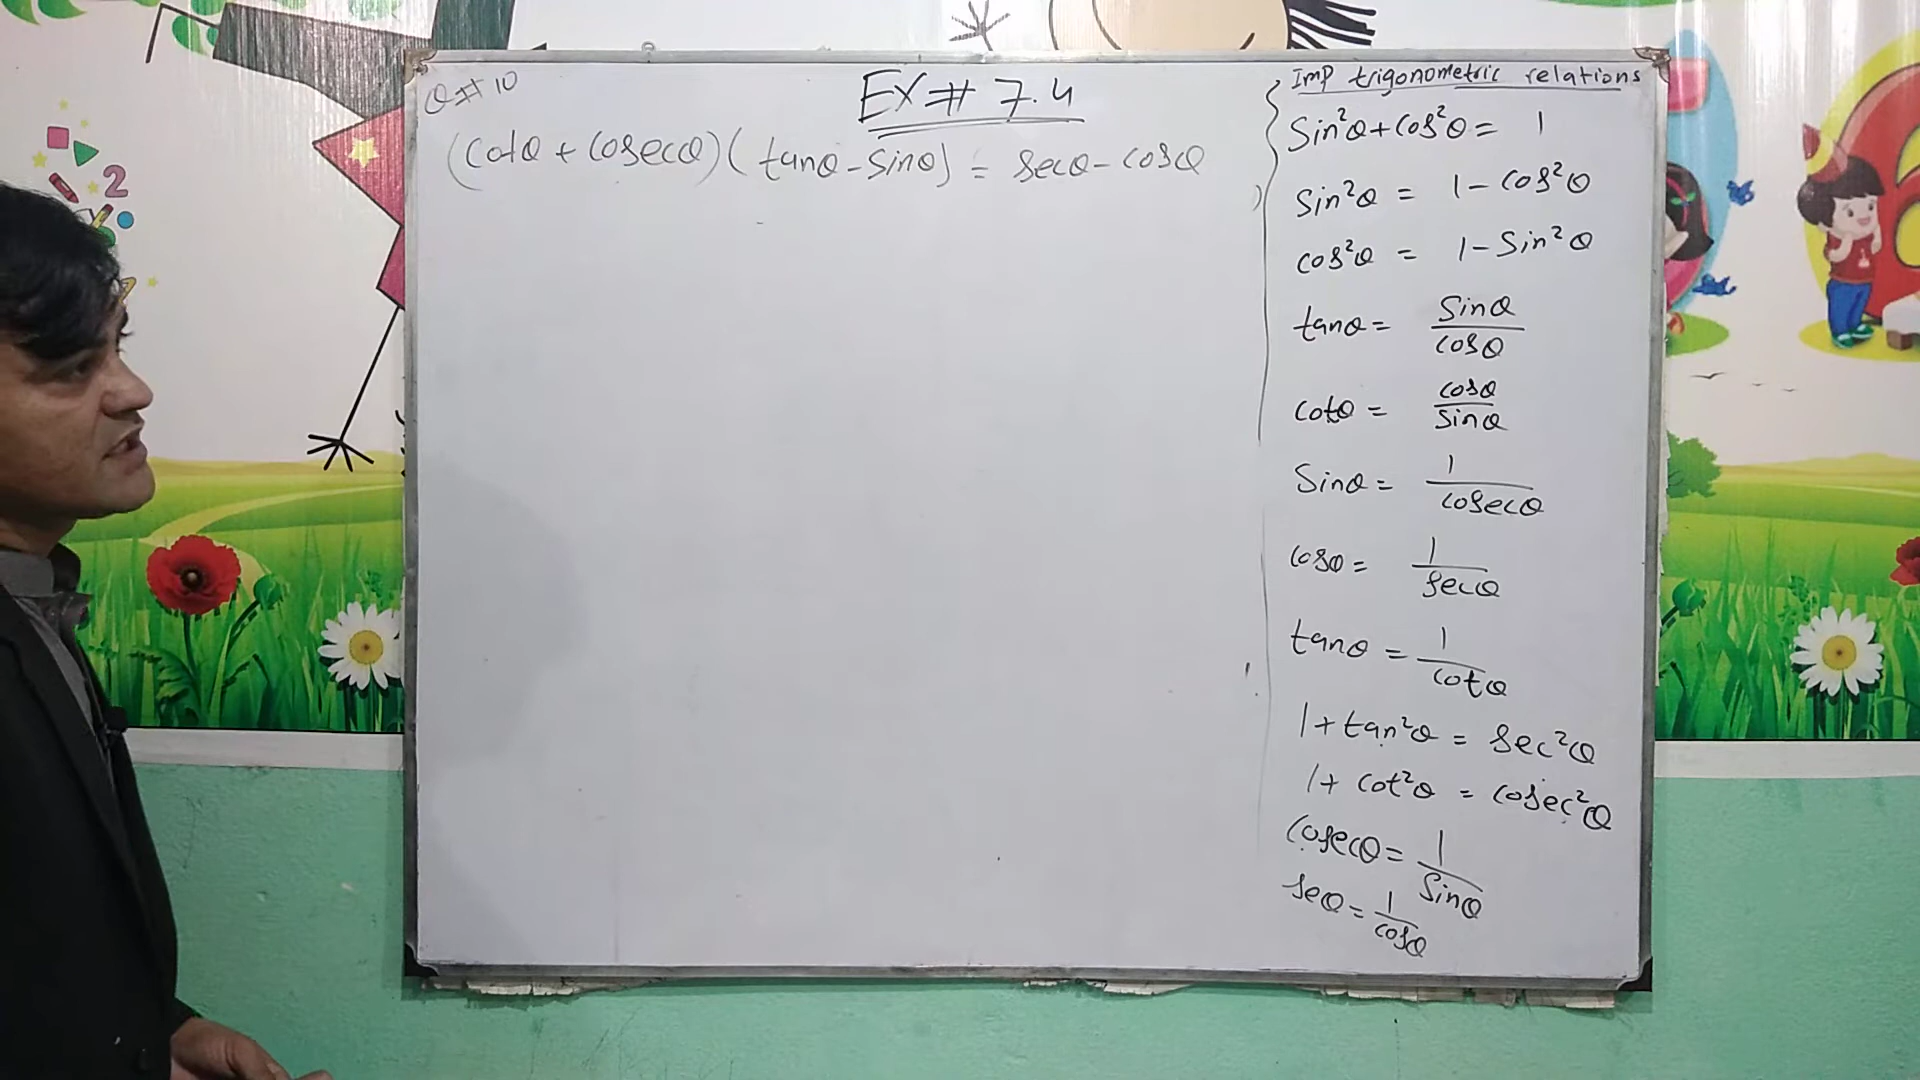 Q#10
EX# 7.4
(Cotθ + Cosecθ)(tanθ - Sinθ) = Secθ - Cosθ
Imp trigonometric relations
Sin²θ + Cos²θ = 1
Sin²θ = 1 - Cos²θ
Cos²θ = 1 - Sin²θ
tanθ = Sinθ/Cosθ
Cotθ = Cosθ/Sinθ
Sinθ = 1/Cosecθ
Cosθ = 1/Secθ
tanθ = 1/Cotθ
1 + tan²θ = Sec²θ
1 + Cot²θ = Cosec²θ
Cosecθ = 1/Sinθ
Seθ = 1/Cosθ
2